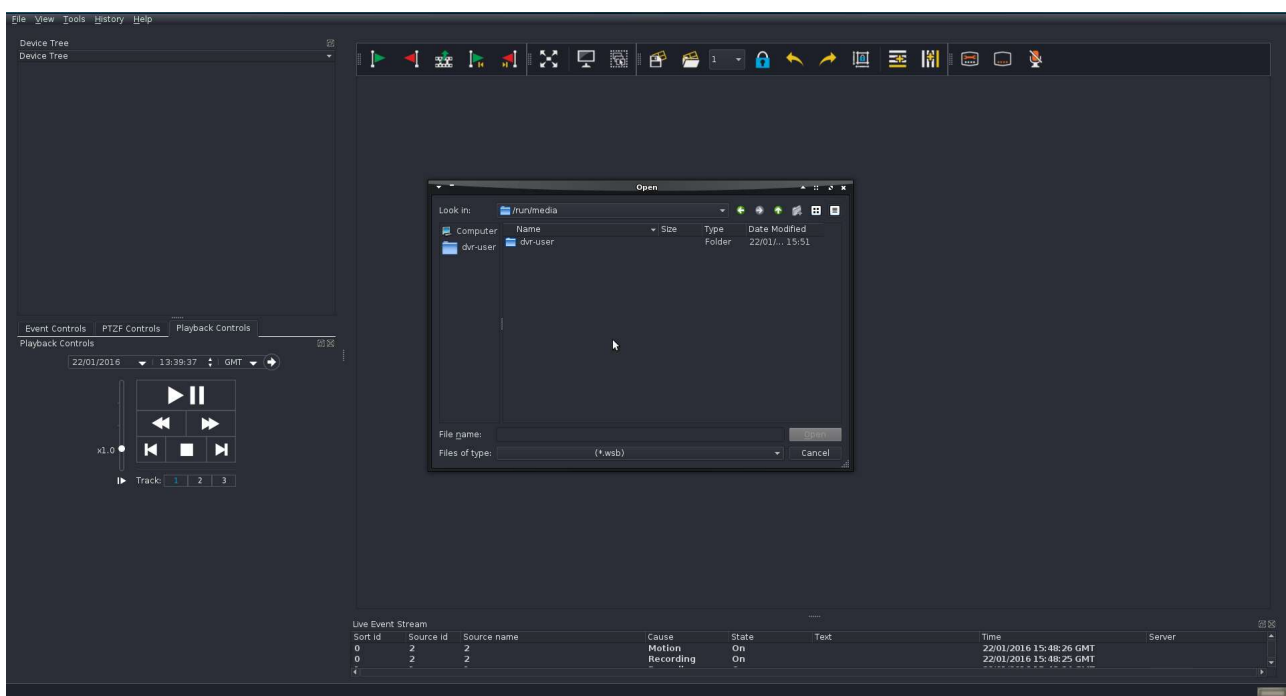 File View Tools History Help
Device Tree
Device Tree
1
Open
Look in: /run/media
Computer
dvr-user
Name Size Type Date Modified
dvr-user Folder 22/01/... 15:51
File name:
Open
Files of type: (*.wsb) Cancel
Event Controls PTZF Controls Playback Controls
Playback Controls
22/01/2016 13:39:37 GMT
x1.0
Track: 1 2 3
Live Event Stream
Sort id Source id Source name Cause State Text Time Server
0 2 2 Motion On 22/01/2016 15:48:26 GMT
0 2 2 Recording On 22/01/2016 15:48:25 GMT